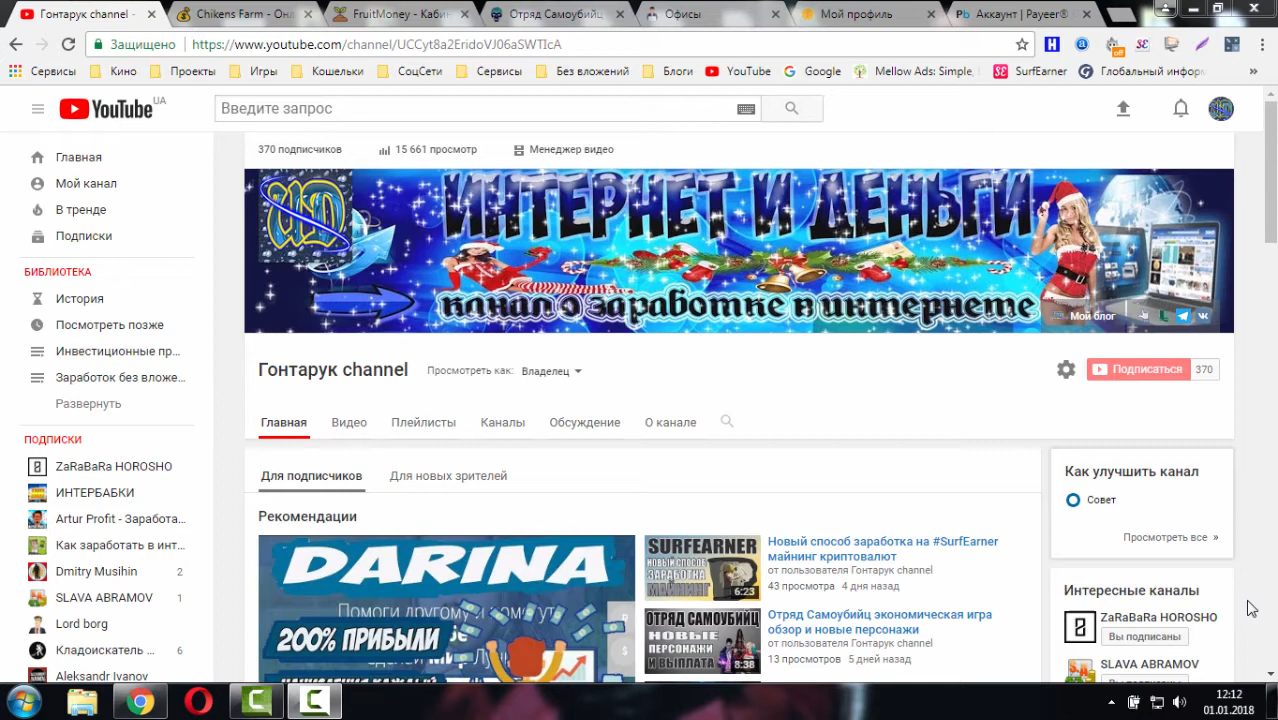 Гонтарук channel -
Chikens Farm - Онл
FruitMoney - Кабин
Отряд Самоубийц
Офисы
Мой профиль
Аккаунт | Payeer®
Защищено
https://www.youtube.com/channel/UCCyt8a2EridoVJ06aSWTIcA
Сервисы
Кино
Проекты
Игры
Кошельки
СоцСети
Сервисы
Без вложений
Блоги
YouTube
Google
Mellow Ads: Simple,
SurfEarner
Глобальный информ
YouTube UA
Введите запрос
Главная
Мой канал
В тренде
Подписки
БИБЛИОТЕКА
История
Посмотреть позже
Инвестиционные пр...
Заработок без вложе...
Развернуть
ПОДПИСКИ
ZaRaBaRa HOROSHO
ИНТЕРБАБКИ
Artur Profit - Заработа...
Как заработать в инт...
Dmitry Musihin 2
SLAVA ABRAMOV 1
Lord borg
Кладоискатель ... 6
Aleksandr Ivanov
370 подписчиков
15 661 просмотр
Менеджер видео
ИНТЕРНЕТ И ДЕНЬГИ
канал о заработке в интернете
Мой блог
Гонтарук channel
Просмотреть как: Владелец
Подписаться 370
Главная
Видео
Плейлисты
Каналы
Обсуждение
О канале
Для подписчиков
Для новых зрителей
Рекомендации
DARINA
Помоги другому и ему ут
200% ПРИБЫЛИ
SURFEARNER
НОВЫЙ СПОСОБ
ЗАРАБОТКА
МАЙНИНГ
6:23
Новый способ заработка на #SurfEarner
майнинг криптовалют
от пользователя Гонтарук channel
43 просмотра 4 дня назад
ОТРЯД САМОУБИЙЦ
НОВЫЕ
ПЕРСОНАЖИ
И ВЫПЛАТА
8:38
Отряд Самоубийц экономическая игра
обзор и новые персонажи
от пользователя Гонтарук channel
13 просмотров 5 дней назад
Как улучшить канал
Совет
Просмотреть все »
Интересные каналы
ZaRaBaRa HOROSHO
Вы подписаны
SLAVA ABRAMOV
12:12
01.01.2018